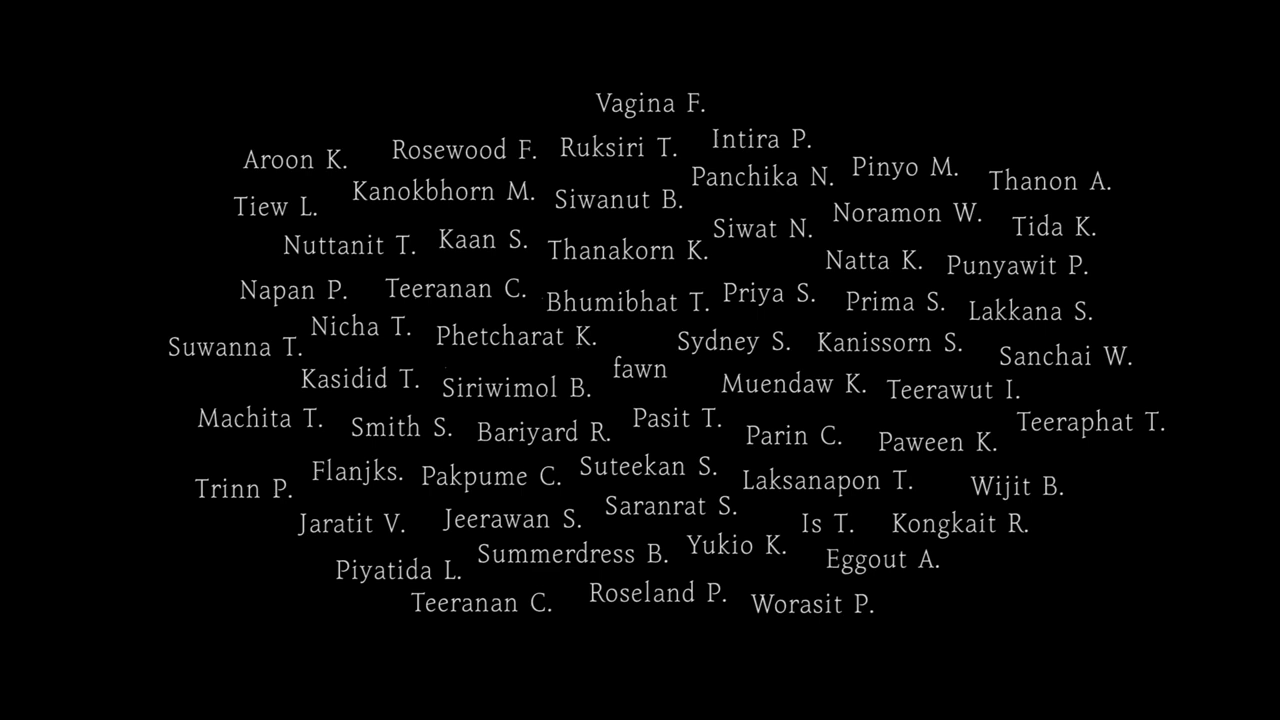 Vagina F.
Aroon K. Rosewood F. Ruksiri T. Intira P.
Tiew L. Kanokbhorn M. Siwanut B. Panchika N. Pinyo M. Thanon A.
Nuttanit T. Kaan S. Thanakorn K. Siwat N. Noramon W. Tida K.
Napan P. Teeranan C. Bhumibhat T. Priya S. Natta K. Punyawit P.
Prima S. Lakkana S.
Suwanna T. Nicha T. Phetcharat K. Sydney S. Kanissorn S. Sanchai W.
Kasidid T. Siriwimol B. fawn Muendaw K. Teerawut I.
Machita T. Smith S. Bariyard R. Pasit T. Parin C. Paween K. Teeraphat T.
Trinn P. Flanjks. Pakpume C. Suteekan S. Laksanapon T. Wijit B.
Jaratit V. Jeerawan S. Saranrat S. Is T. Kongkait R.
Piyatida L. Summerdress B. Yukio K. Eggout A.
Teeranan C. Roseland P. Worasit P.